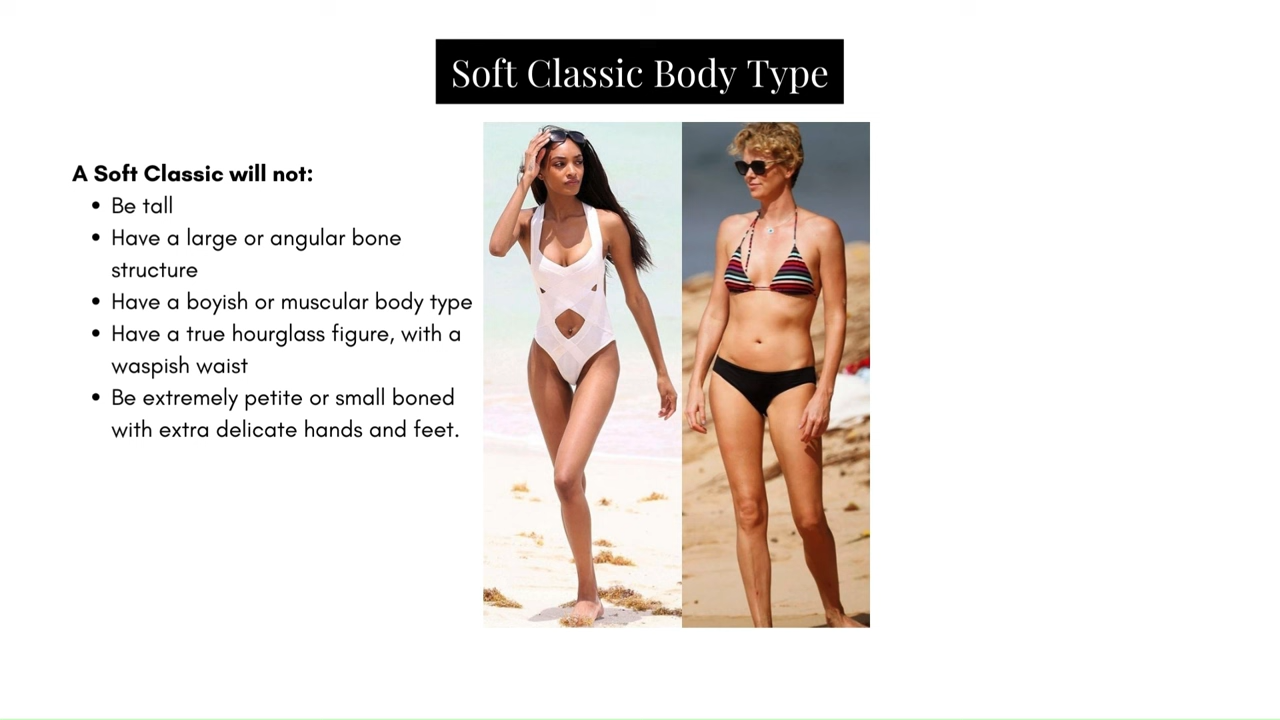 Soft Classic Body Type
A Soft Classic will not:
• Be tall
• Have a large or angular bone
structure
• Have a boyish or muscular body type
• Have a true hourglass figure, with a
waspish waist
• Be extremely petite or small boned
with extra delicate hands and feet.